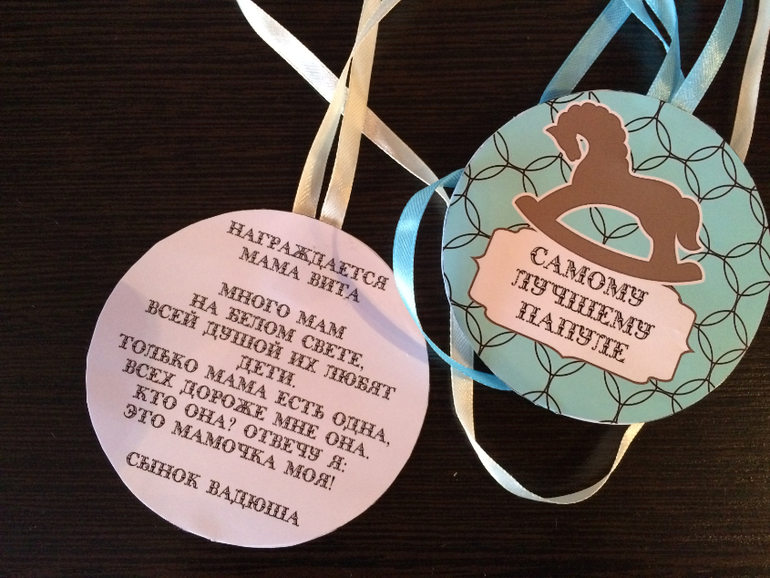 НАГРАЖДАЕТСЯ
МАМА ВИТА
МНОГО МАМ
НА БЕЛОМ СВЕТЕ,
ВСЕЙ ДУШОЙ ИХ ЛЮБЯТ
ДЕТИ.
ТОЛЬКО МАМА ЕСТЬ ОДНА,
ВСЕХ ДОРОЖЕ МНЕ ОНА.
КТО ОНА? ОТВЕЧУ Я:
ЭТО МАМОЧКА МОЯ!
СЫНОК ВАДЮША
САМОМУ
ЛУЧШЕМУ
ПАПУЛЕ